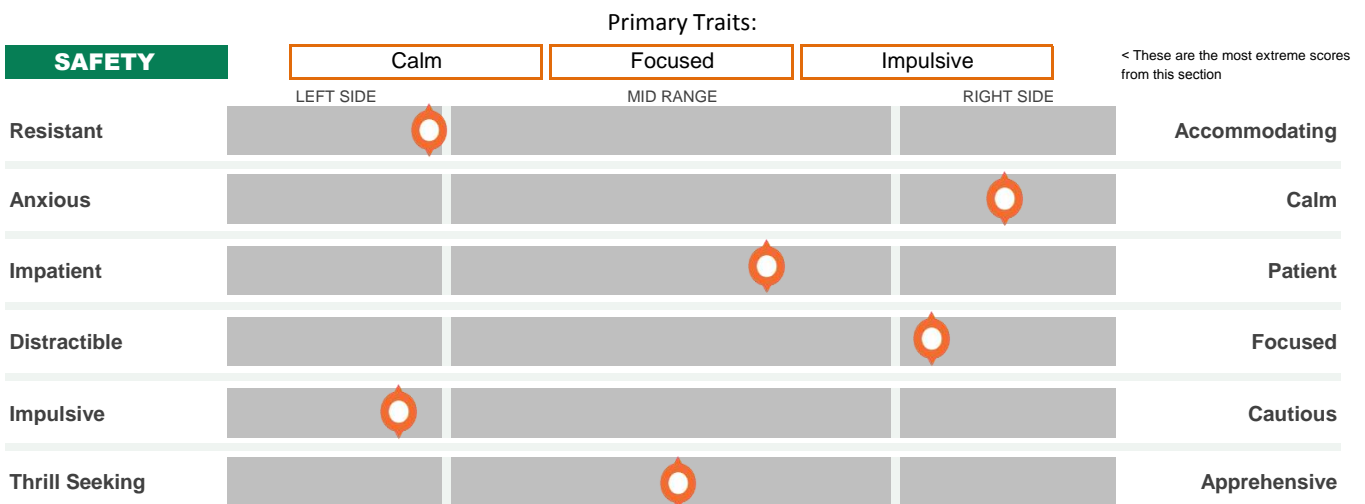 Primary Traits:
SAFETY Calm Focused Impulsive < These are the most extreme scores
from this section
LEFT SIDE MID RANGE RIGHT SIDE
Resistant Accommodating
Anxious Calm
Impatient Patient
Distractible Focused
Impulsive Cautious
Thrill Seeking Apprehensive